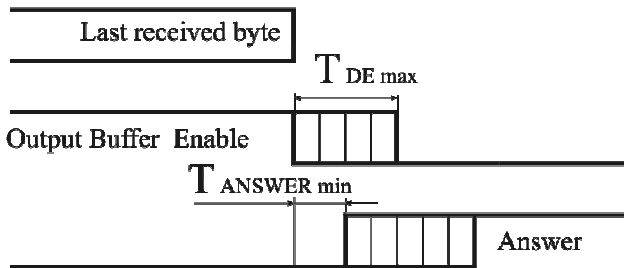 Last received byte
T DE max
Output Buffer Enable
T ANSWER min
Answer